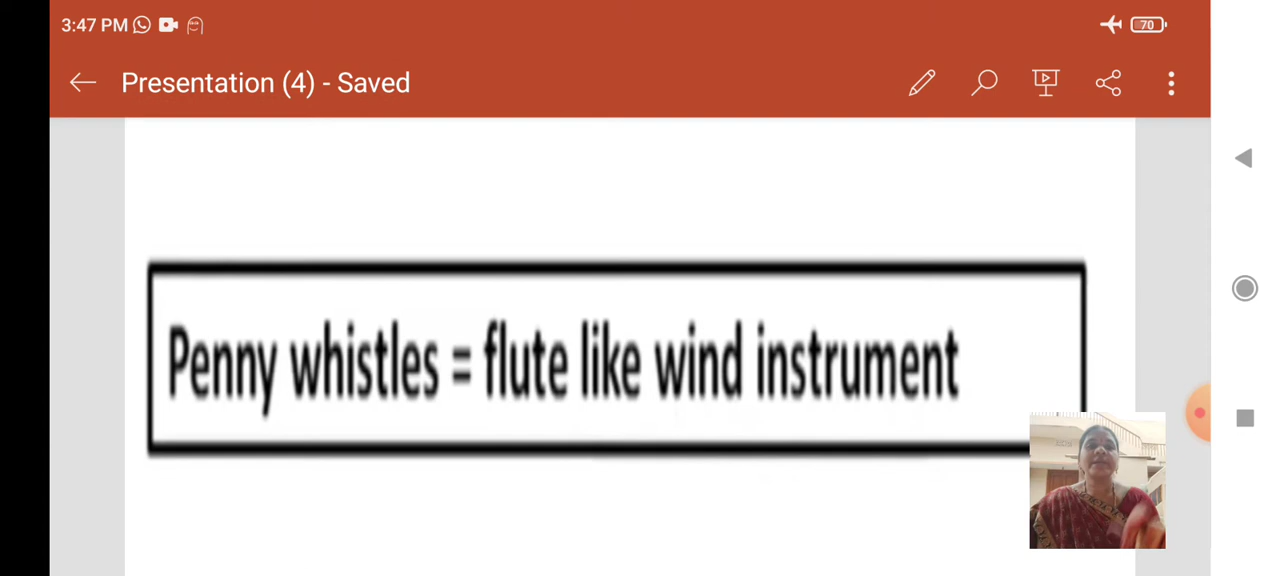 3:47 PM
70
Presentation (4) - Saved
Penny whistles = flute like wind instrument